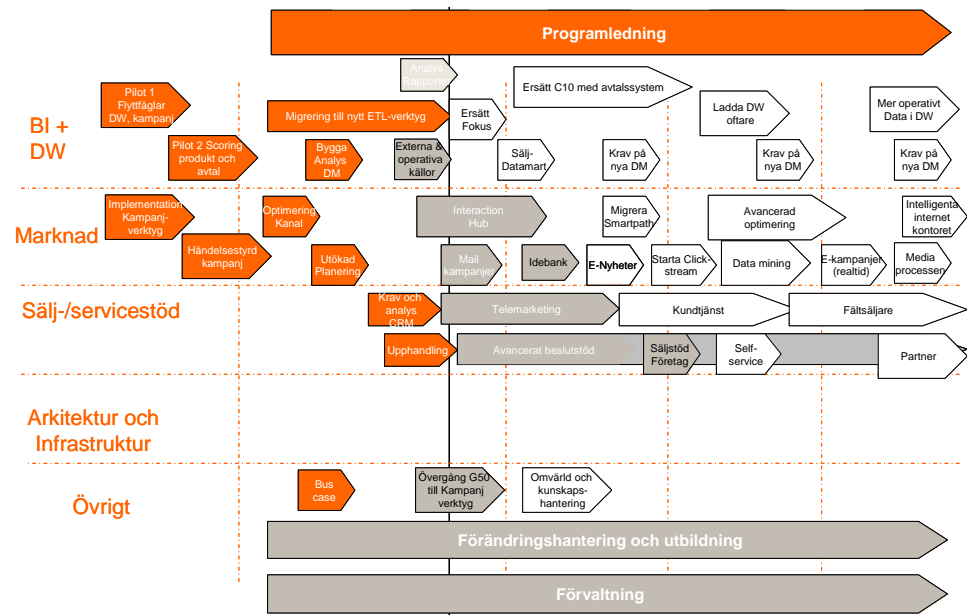 Programledning
Analys
Rapporter
Pilot 1
Flyttfåglar
DW, kampanj
Migrering till nytt ETL-verktyg
Ersätt
Fokus
Ersätt C10 med avtalssystem
Ladda DW
oftare
Mer operativt
Data i DW
BI +
DW
Pilot 2 Scoring
produkt och
avtal
Bygga
Analys
DM
Externa &
operativa
källor
Sälj-
Datamart
Krav på
nya DM
Krav på
nya DM
Krav på
nya DM
Marknad
Implementation
Kampanj-
verktyg
Optimering
Kanal
Interaction
Hub
Migrera
Smartpath
Avancerad
optimering
Intelligenta
internet
kontoret
Händelsestyrd
kampanj
Utökad
Planering
Mail
kampanjer
Idebank
E-Nyheter
Starta Click-
stream
Data mining
E-kampanjer
(realtid)
Media
processen
Sälj-/servicestöd
Krav och
analys
CRM
Telemarketing
Kundtjänst
Fältsäljare
Upphandling
Avancerat beslutstöd
Säljstöd
Företag
Self-
service
Partner
Arkitektur och
Infrastruktur
Övrigt
Bus
case
Övergång G50
till Kampanj
verktyg
Omvärld och
kunskaps-
hantering
Förändringshantering och utbildning
Förvaltning